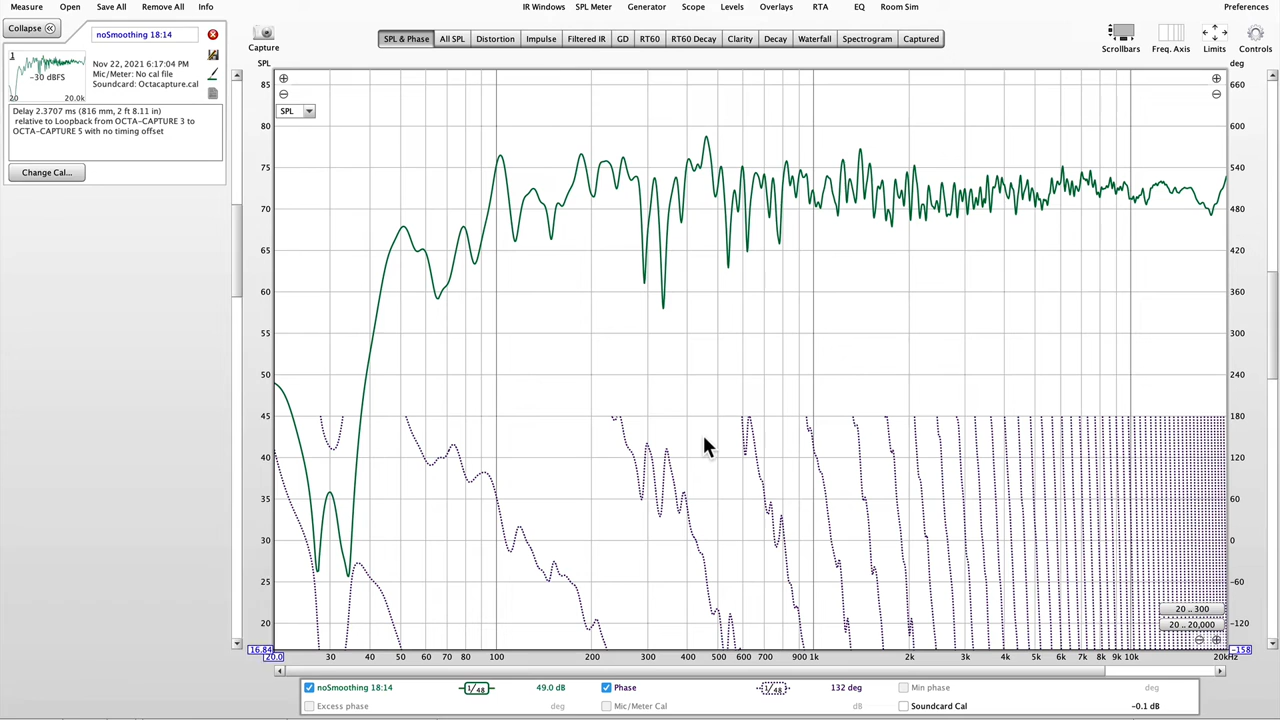 Measure Open Save All Remove All Info IR Windows SPL Meter Generator Scope Levels Overlays RTA EQ Room Sim Preferences
Collapse
noSmoothing 18:14
Capture
SPL & Phase All SPL Distortion Impulse Filtered IR GD RT60 RT60 Decay Clarity Decay Waterfall Spectrogram Captured
Scrollbars Freq. Axis Limits Controls
1
-30 dBFS
20 20.0k
Nov 22, 2021 6:17:04 PM
Mic/Meter: No cal file
Soundcard: Octacapture.cal
Delay 2.3707 ms (816 mm, 2 ft 8.11 in)
relative to Loopback from OCTA-CAPTURE 3 to
OCTA-CAPTURE 5 with no timing offset
Change Cal...
SPL deg
SPL
85 660
80 600
75 540
70 480
65 420
60 360
55 300
50 240
45 180
40 120
35 60
30 0
25 -60
20 -120
20 .. 300
20 .. 20,000
16.84 -158
20.0 30 40 50 60 70 80 100 200 300 400 500 600 700 800 1k 2k 3k 4k 5k 6k 7k 8k 9k 10k 20kHz
noSmoothing 18:14 1/48 49.0 dB Phase 1/48 132 deg Min phase deg
Excess phase deg Mic/Meter Cal dB Soundcard Cal -0.1 dB